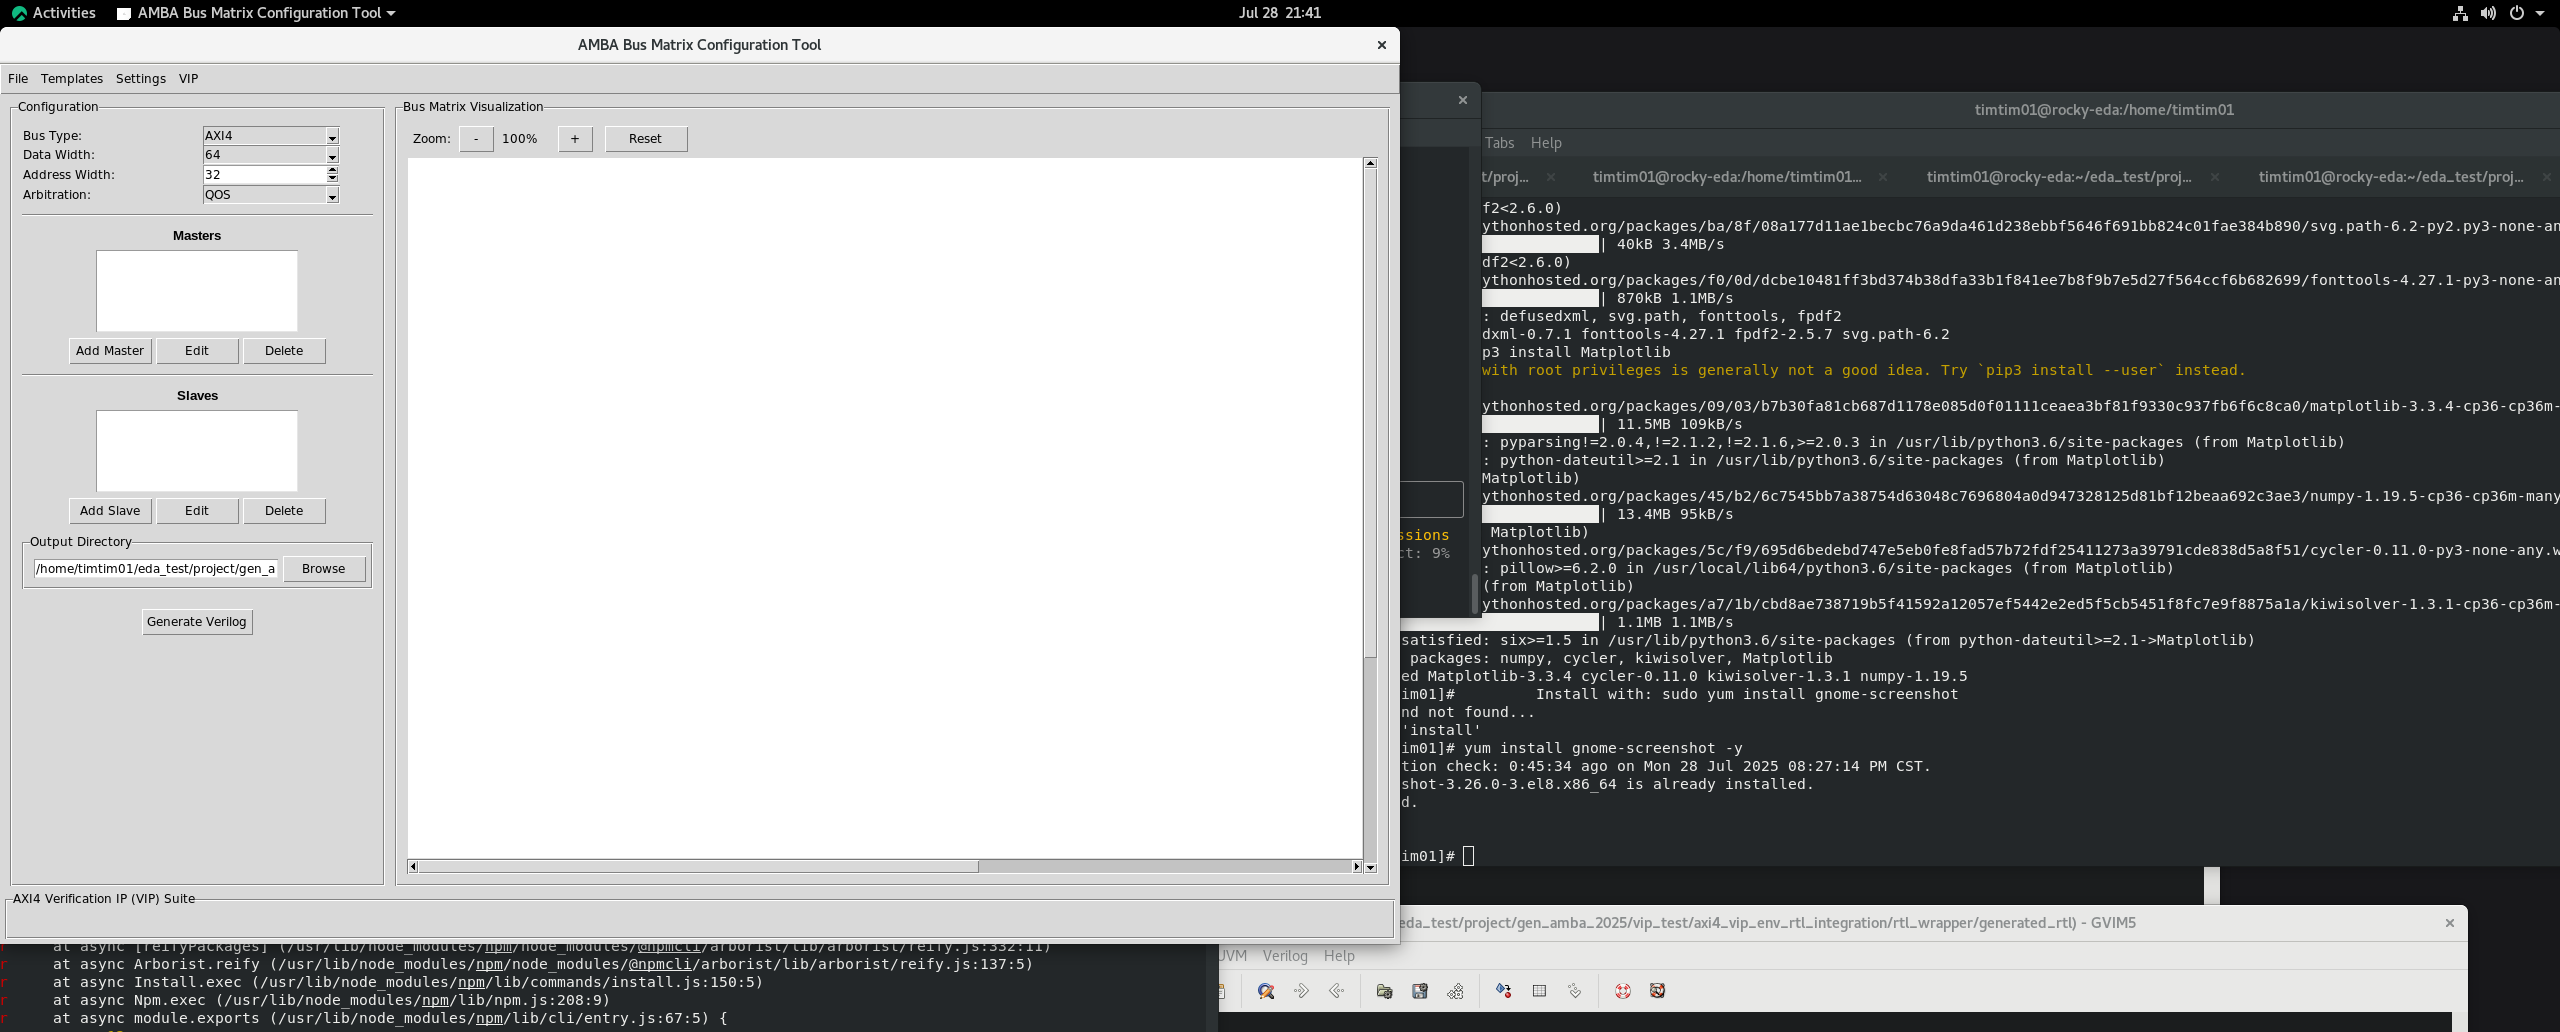 Activities
AMBA Bus Matrix Configuration Tool
Jul 28 21:41
AMBA Bus Matrix Configuration Tool
File Templates Settings VIP
Configuration
Bus Type: AXI4
Data Width: 64
Address Width: 32
Arbitration: QOS
Masters
Add Master Edit Delete
Slaves
Add Slave Edit Delete
Output Directory
/home/timtim01/eda_test/project/gen_a Browse
Generate Verilog
Bus Matrix Visualization
Zoom: - 100% + Reset
AXI4 Verification IP (VIP) Suite
ssions
ct: 9%
timtim01@rocky-eda:/home/timtim01
Tabs Help
t/proj... timtim01@rocky-eda:/home/timtim01... timtim01@rocky-eda:~/eda_test/proj... timtim01@rocky-eda:~/eda_test/proj...
f2<2.6.0)
ythonhosted.org/packages/ba/8f/08a177d11ae1becbc76a9da461d238ebbf5646f691bb824c01fae384b890/svg.path-6.2-py2.py3-none-an
| 40kB 3.4MB/s
df2<2.6.0)
ythonhosted.org/packages/f0/0d/dcbe10481ff3bd374b38dfa33b1f841ee7b8f9b7e5d27f564ccf6b682699/fonttools-4.27.1-py3-none-an
| 870kB 1.1MB/s
: defusedxml, svg.path, fonttools, fpdf2
dxml-0.7.1 fonttools-4.27.1 fpdf2-2.5.7 svg.path-6.2
p3 install Matplotlib
with root privileges is generally not a good idea. Try `pip3 install --user` instead.
ythonhosted.org/packages/09/03/b7b30fa81cb687d1178e085d0f01111ceaea3bf81f9330c937fb6f6c8ca0/matplotlib-3.3.4-cp36-cp36m-
| 11.5MB 109kB/s
: pyparsing!=2.0.4,!=2.1.2,!=2.1.6,>=2.0.3 in /usr/lib/python3.6/site-packages (from Matplotlib)
: python-dateutil>=2.1 in /usr/lib/python3.6/site-packages (from Matplotlib)
Matplotlib)
ythonhosted.org/packages/45/b2/6c7545bb7a38754d63048c7696804a0d947328125d81bf12beaa692c3ae3/numpy-1.19.5-cp36-cp36m-many
| 13.4MB 95kB/s
Matplotlib)
ythonhosted.org/packages/5c/f9/695d6bedebd747e5eb0fe8fad57b72fdf25411273a39791cde838d5a8f51/cycler-0.11.0-py3-none-any.w
: pillow>=6.2.0 in /usr/local/lib64/python3.6/site-packages (from Matplotlib)
(from Matplotlib)
ythonhosted.org/packages/a7/1b/cbd8ae738719b5f41592a12057ef5442e2ed5f5cb5451f8fc7e9f8875a1a/kiwisolver-1.3.1-cp36-cp36m-
| 1.1MB 1.1MB/s
satisfied: six>=1.5 in /usr/lib/python3.6/site-packages (from python-dateutil>=2.1->Matplotlib)
packages: numpy, cycler, kiwisolver, Matplotlib
ed Matplotlib-3.3.4 cycler-0.11.0 kiwisolver-1.3.1 numpy-1.19.5
im01]# Install with: sudo yum install gnome-screenshot
nd not found...
'install'
im01]# yum install gnome-screenshot -y
tion check: 0:45:34 ago on Mon 28 Jul 2025 08:27:14 PM CST.
shot-3.26.0-3.el8.x86_64 is already installed.
d.
im01]#
eda_test/project/gen_amba_2025/vip_test/axi4_vip_env_rtl_integration/rtl_wrapper/generated_rtl) - GVIM5
UVM Verilog Help
r at async [reifyPackages] (/usr/lib/node_modules/npm/node_modules/@npmcli/arborist/lib/arborist/reify.js:332:11)
r at async Arborist.reify (/usr/lib/node_modules/npm/node_modules/@npmcli/arborist/lib/arborist/reify.js:137:5)
r at async Install.exec (/usr/lib/node_modules/npm/lib/commands/install.js:150:5)
r at async Npm.exec (/usr/lib/node_modules/npm/lib/npm.js:208:9)
r at async module.exports (/usr/lib/node_modules/npm/lib/cli/entry.js:67:5) {